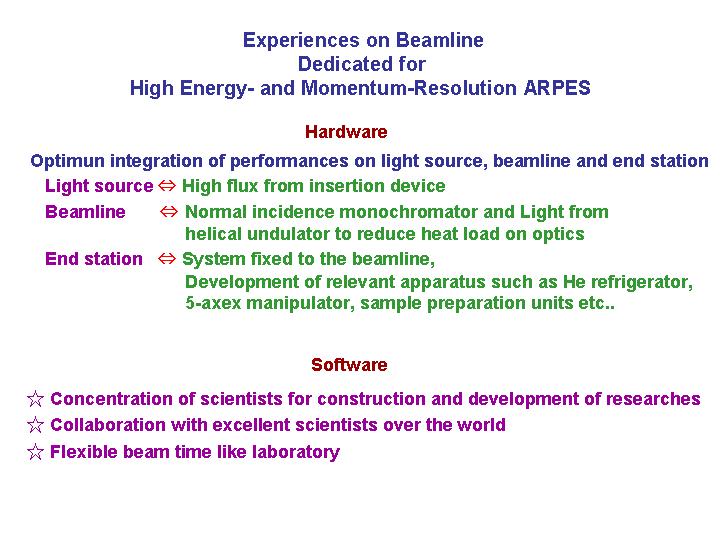 Experiences on Beamline
Dedicated for
High Energy- and Momentum-Resolution ARPES
Hardware
Optimun integration of performances on light source, beamline and end station
Light source ⇔ High flux from insertion device
Beamline ⇔ Normal incidence monochromator and Light from
helical undulator to reduce heat load on optics
End station ⇔ System fixed to the beamline,
Development of relevant apparatus such as He refrigerator,
5-axex manipulator, sample preparation units etc..
Software
☆ Concentration of scientists for construction and development of researches
☆ Collaboration with excellent scientists over the world
☆ Flexible beam time like laboratory